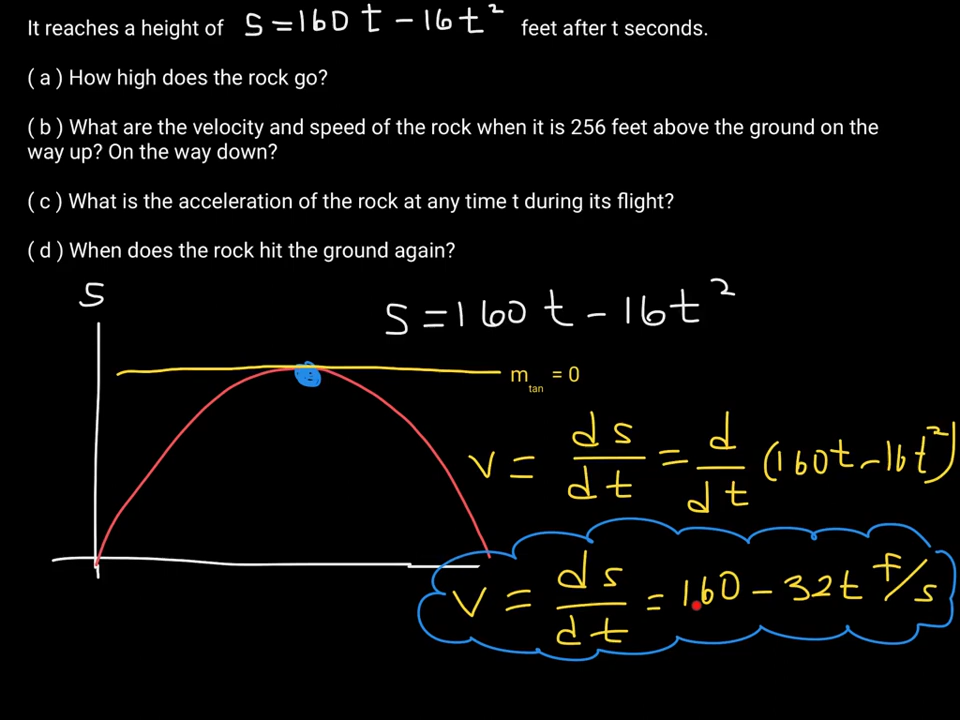 It reaches a height of S = 160t - 16t² feet after t seconds.
( a ) How high does the rock go?
( b ) What are the velocity and speed of the rock when it is 256 feet above the ground on the
way up? On the way down?
( c ) What is the acceleration of the rock at any time t during its flight?
( d ) When does the rock hit the ground again?
S
S = 160t - 16t²
m_tan = 0
v = ds/dt = d/dt (160t - 16t²)
v = ds/dt = 160 - 32t f/s